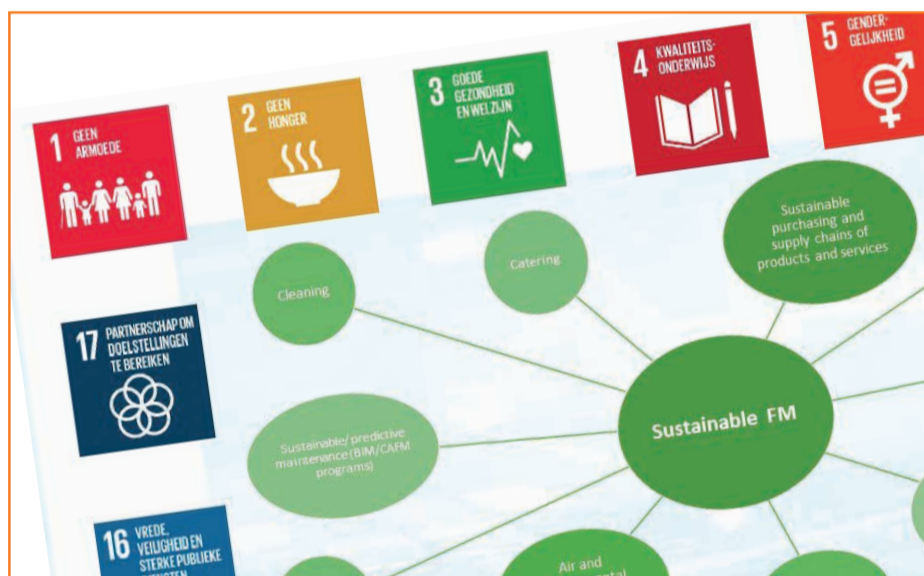 1 GEEN
ARMOEDE
2 GEEN
HONGER
3 GOEDE
GEZONDHEID
EN WELZIJN
4 KWALITEITS-
ONDERWIJS
5 GENDER-
GELIJKHEID
Sustainable
purchasing and
supply chains of
products and services
Cleaning
Catering
17 PARTNERSCHAP OM
DOELSTELLINGEN
TE BEREIKEN
Sustainable FM
Sustainable/ predictive
maintenance (BIM/CAFM
programs)
16 VREDE,
VEILIGHEID EN
STERKE PUBLIEKE
Air and